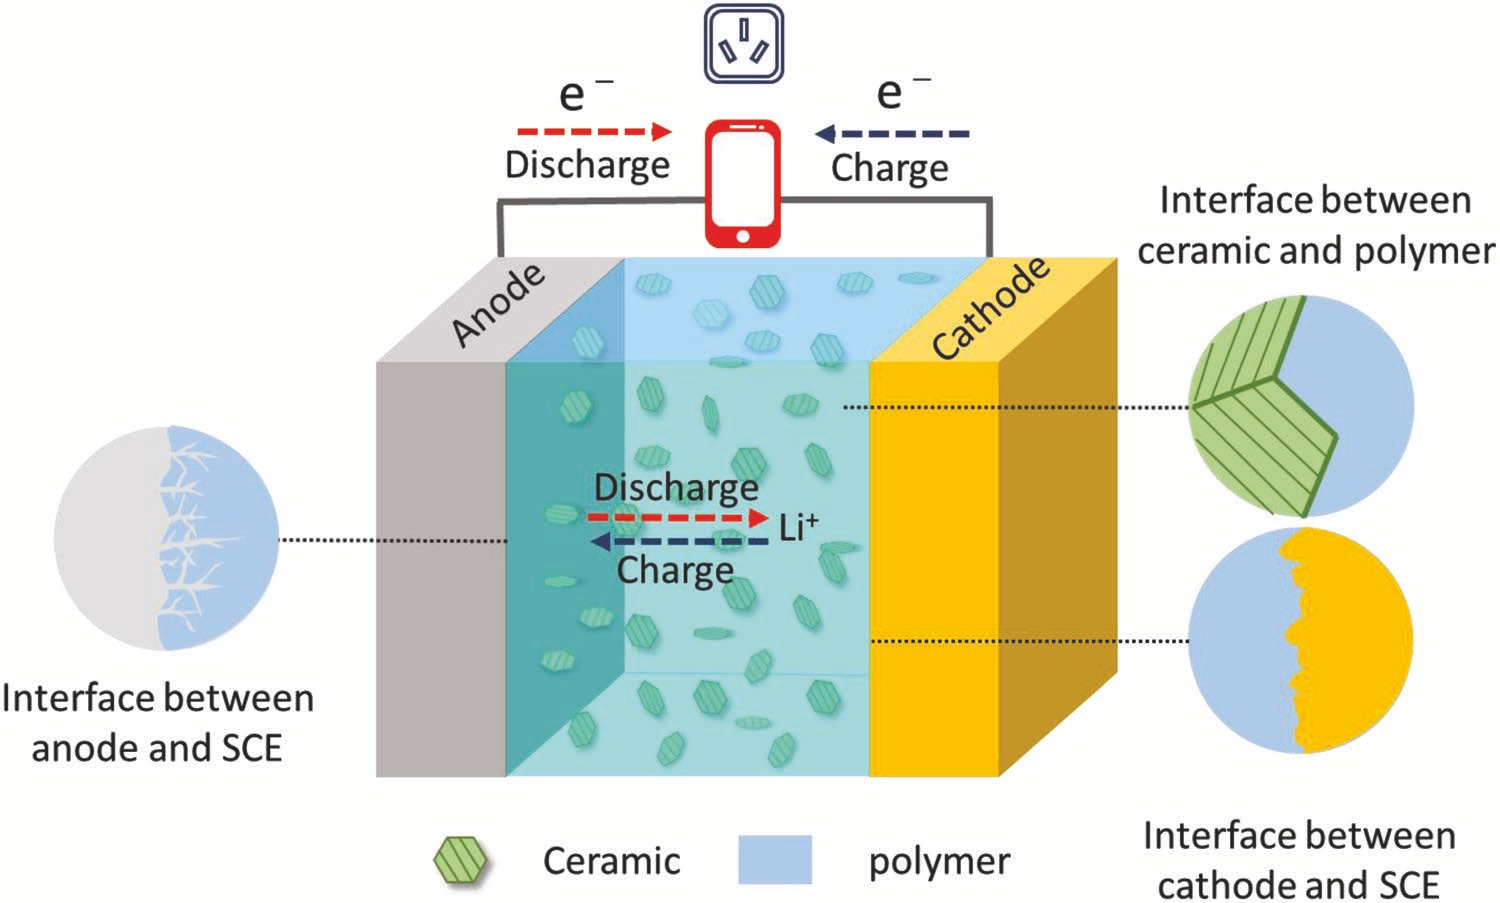 e⁻
e⁻
Discharge
Charge
Interface between
ceramic and polymer
Anode
Cathode
Discharge
Li⁺
Charge
Interface between
anode and SCE
Interface between
cathode and SCE
Ceramic
polymer